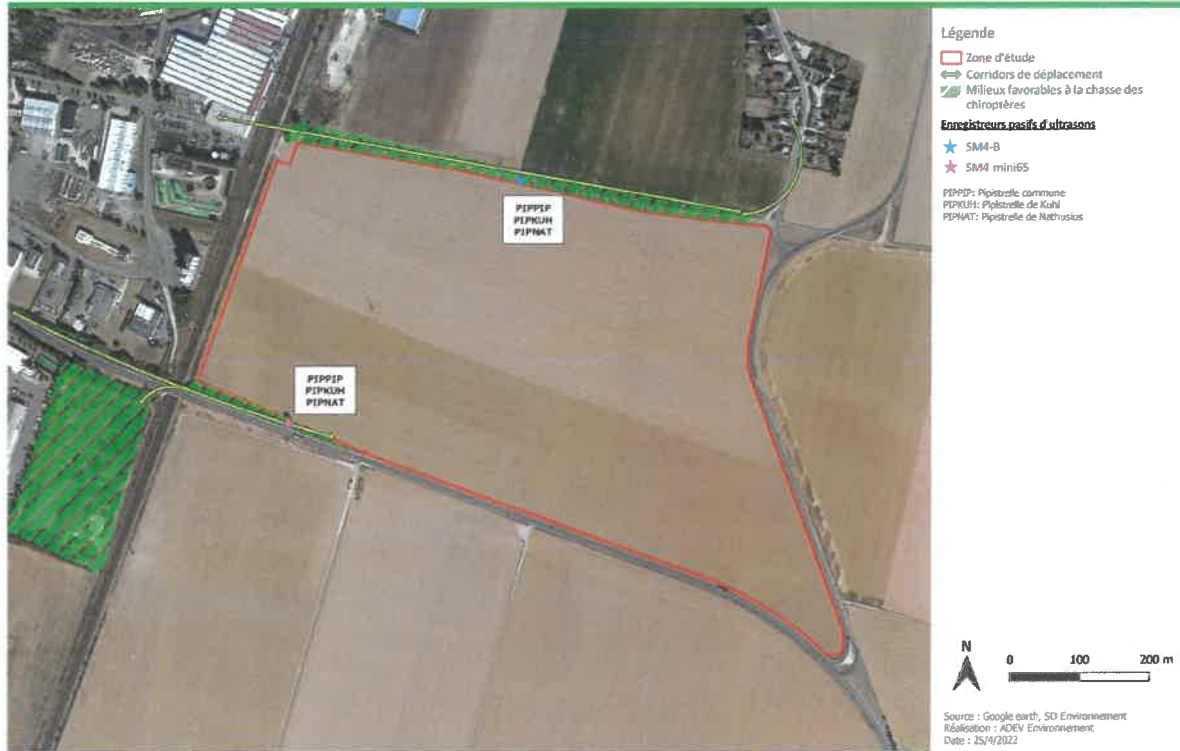 PIPPIP
PIPKUH
PIPNAT
PIPPIP
PIPKUH
PIPNAT
Légende
Zone d'étude
Corridors de déplacement
Milieux favorables à la chasse des
chiroptères
Enregistreurs pasifs d'ultrasons
SM4-B
SM4 mini65
PIPPIP: Pipistrelle commune
PIPKUH: Pipistrelle de Kuhl
PIPNAT: Pipistrelle de Nathusius
N
0 100 200 m
Source : Google earth, SD Environnement
Réalisation : ADEV Environnement
Date : 25/4/2022